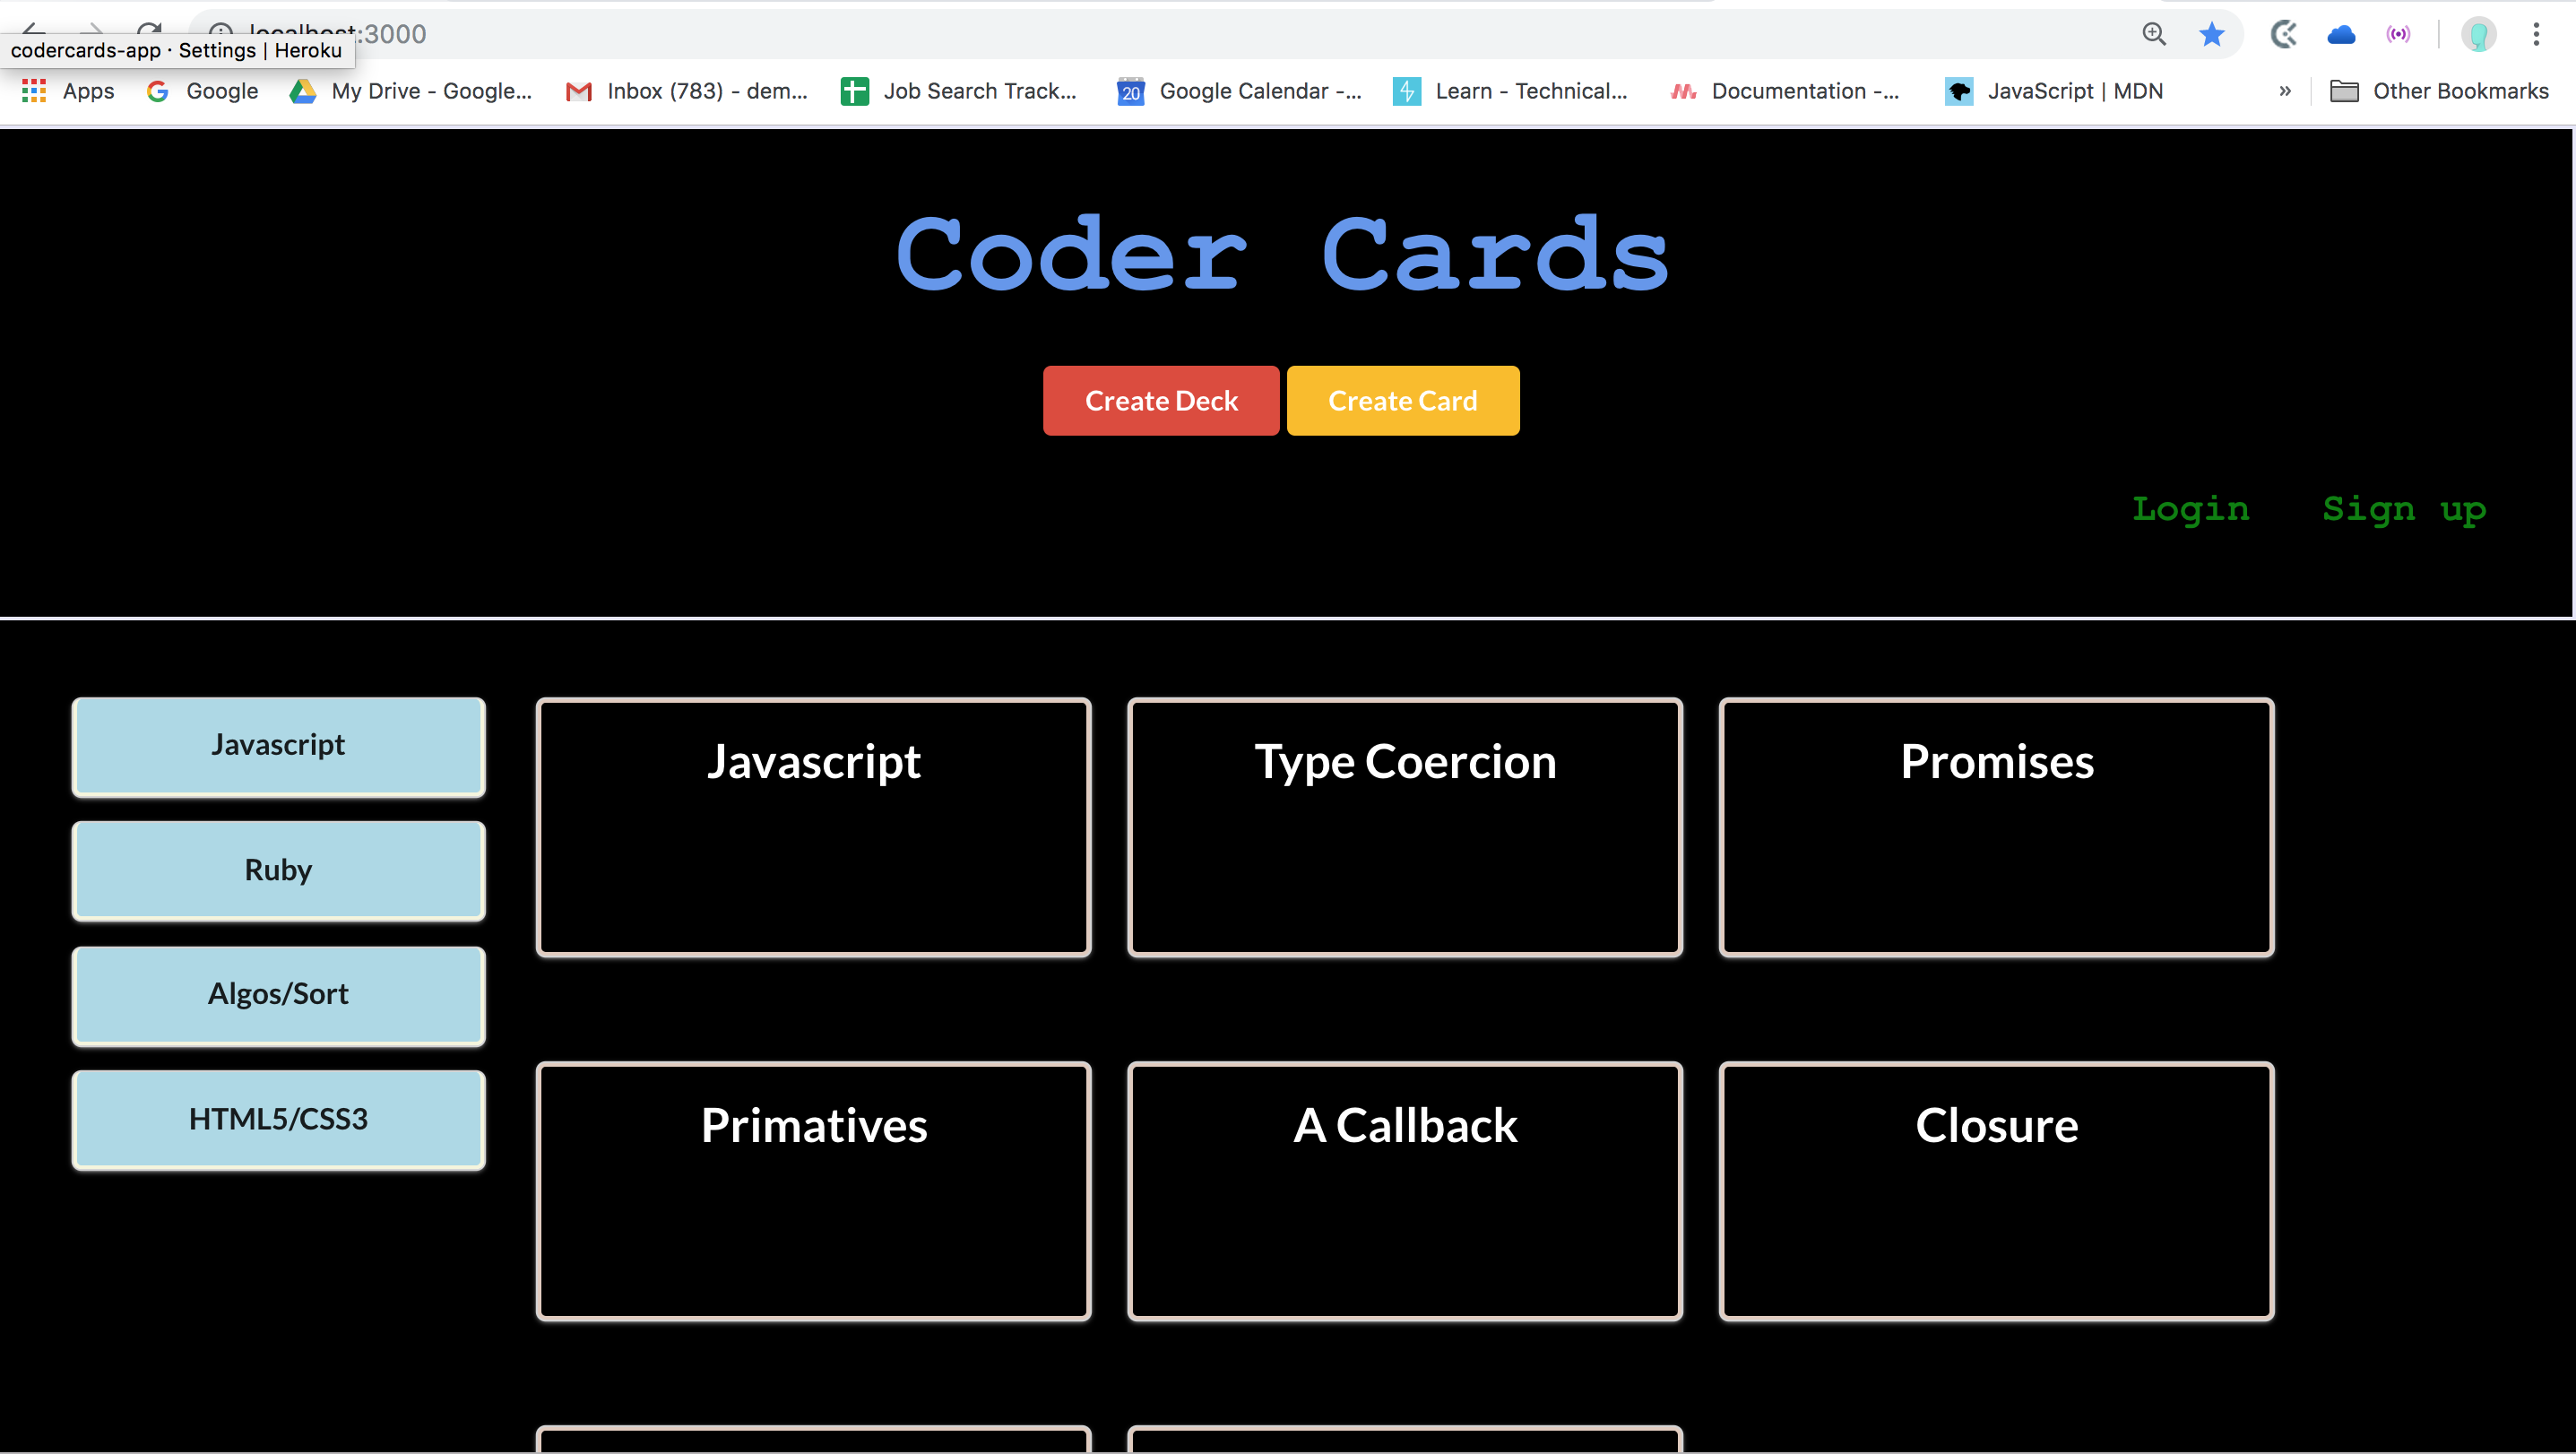 localhost:3000
codercards-app · Settings | Heroku
Apps Google My Drive - Google... Inbox (783) - dem... Job Search Track... 20 Google Calendar -... Learn - Technical... Documentation -... JavaScript | MDN » Other Bookmarks
Coder Cards
Create Deck Create Card
Login Sign up
Javascript
Ruby
Algos/Sort
HTML5/CSS3
Javascript Type Coercion Promises
Primatives A Callback Closure